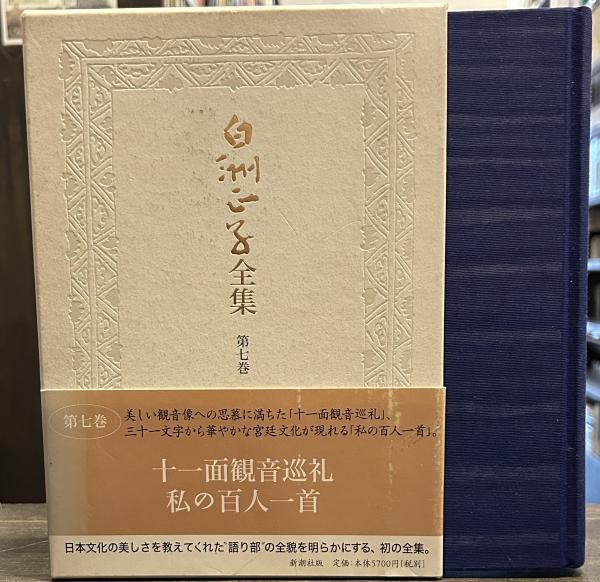 白洲正子全集
第七巻
第七巻
美しい観音像への思慕に満ちた「十一面観音巡礼」、
三十一文字から華やかな宮廷文化が現れる「私の百人一首」。
十一面観音巡礼
私の百人一首
日本文化の美しさを教えてくれた"語り部"の全貌を明らかにする、初の全集。
新潮社版 定価:本体5700円[税別]